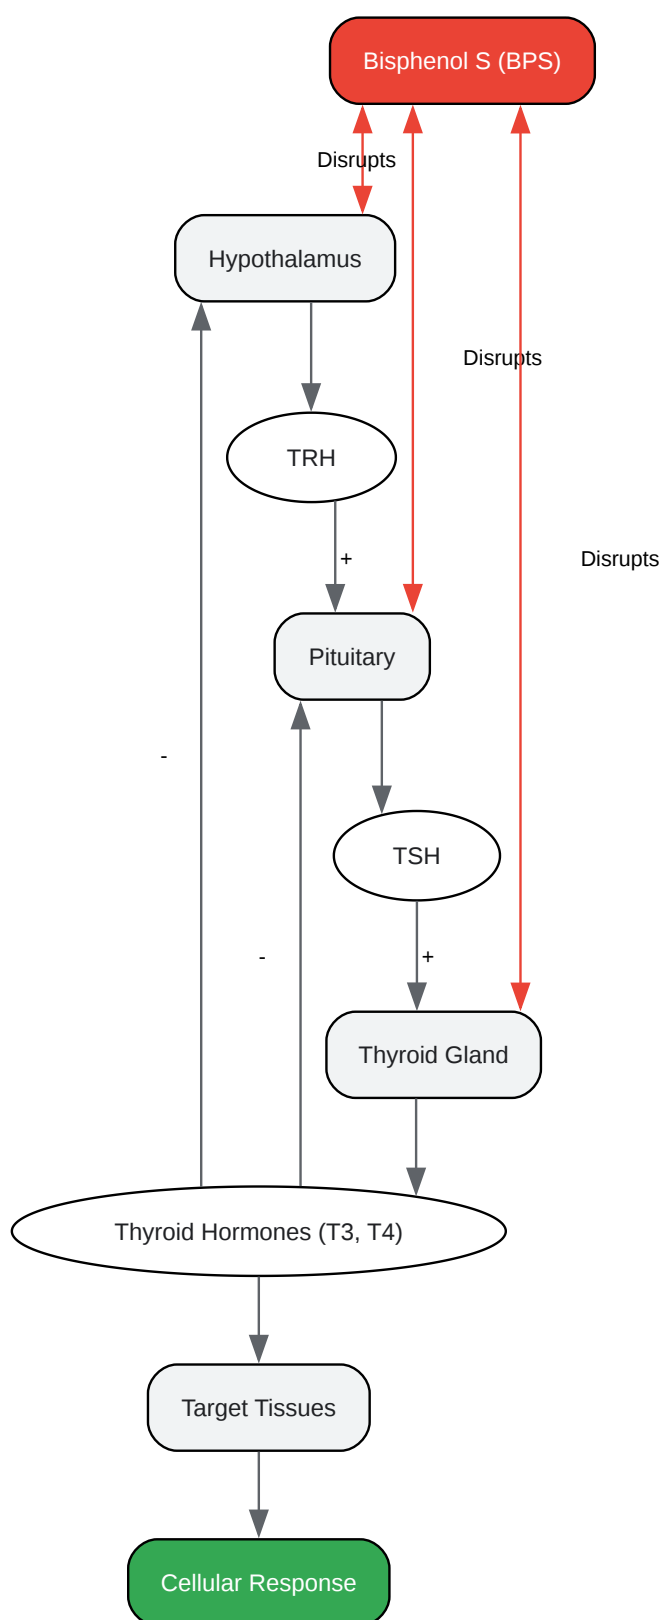 Bisphenol S (BPS)
Disrupts
Hypothalamus
Disrupts
TRH
+
Disrupts
Pituitary
-
TSH
-
+
Thyroid Gland
Thyroid Hormones (T3, T4)
Target Tissues
Cellular Response